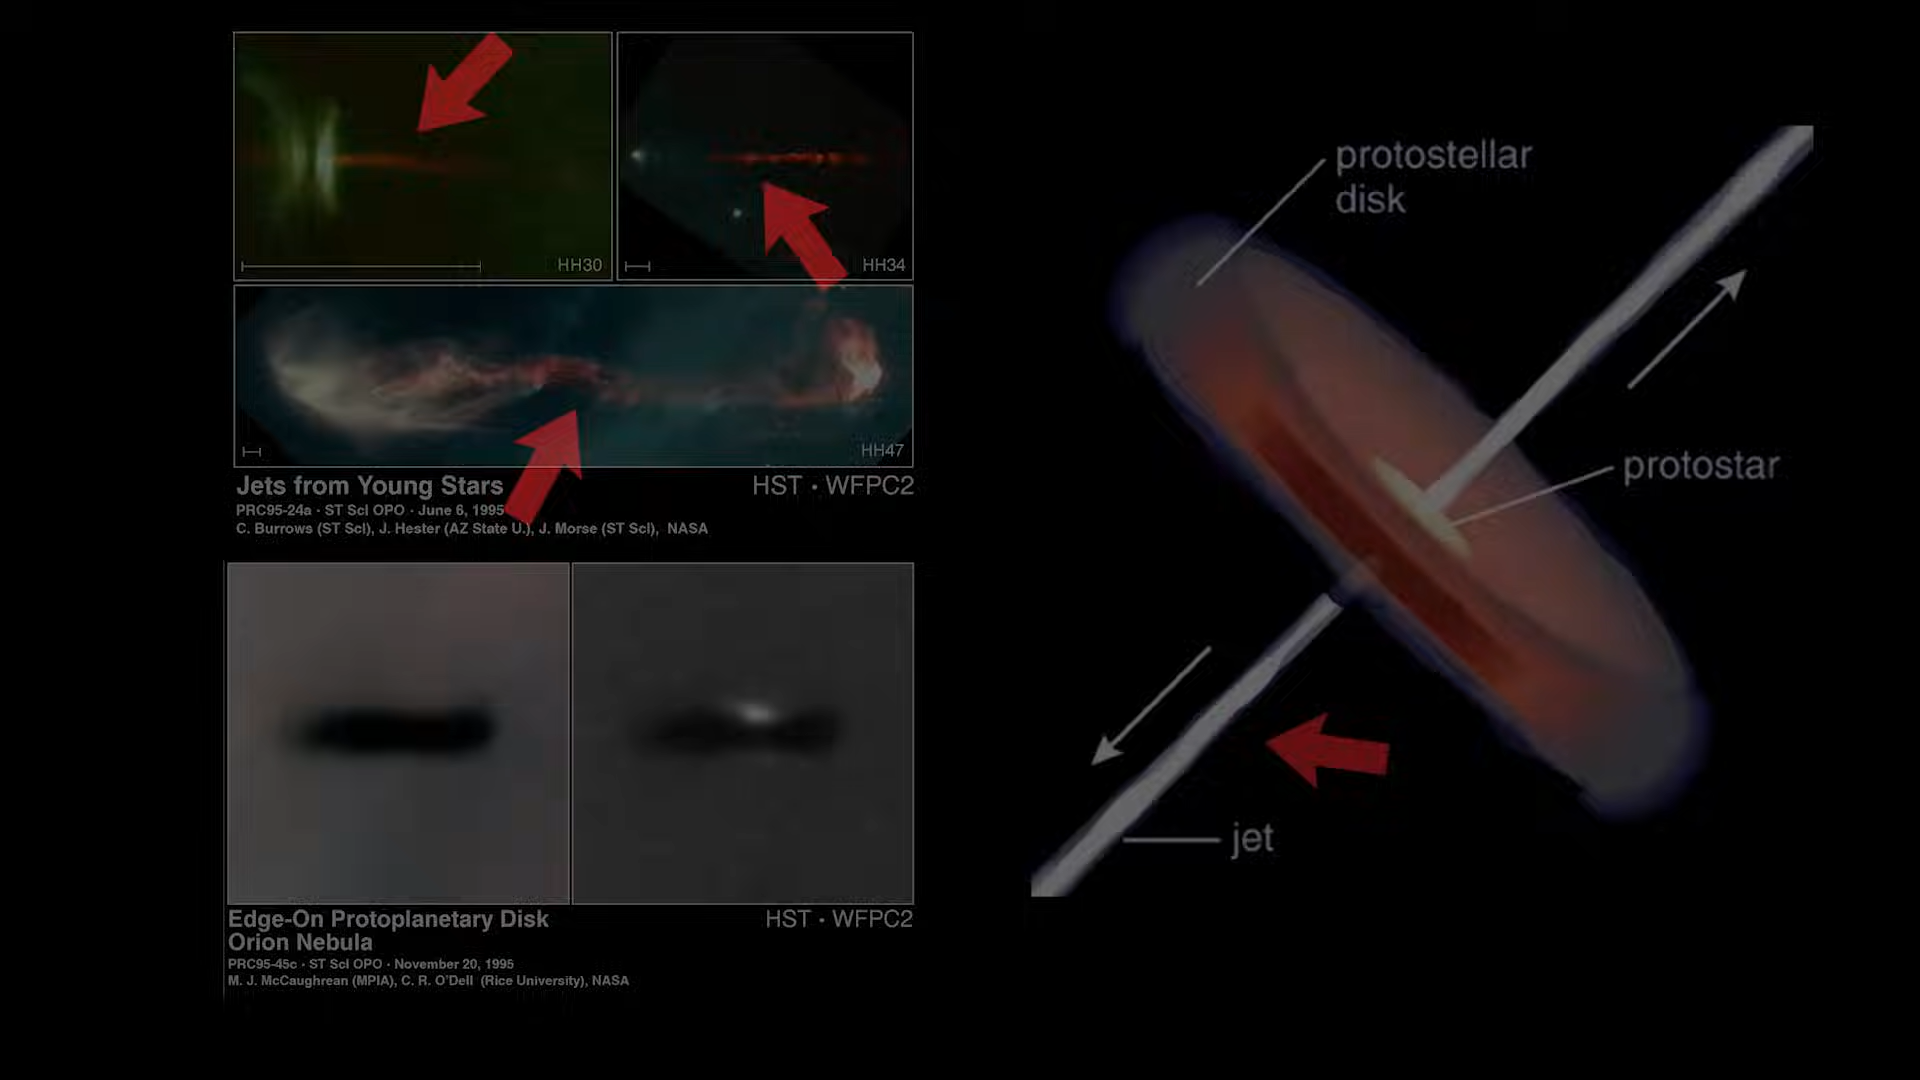 HH30
HH34
HH47
Jets from Young Stars
HST · WFPC2
PRC95-24a · ST ScI OPO · June 6, 1995
C. Burrows (ST ScI), J. Hester (AZ State U.), J. Morse (ST ScI), NASA
Edge-On Protoplanetary Disk
HST · WFPC2
Orion Nebula
PRC95-45c · ST ScI OPO · November 20, 1995
M. J. McCaughrean (MPIA), C. R. O'Dell (Rice University), NASA
protostellar
disk
protostar
jet